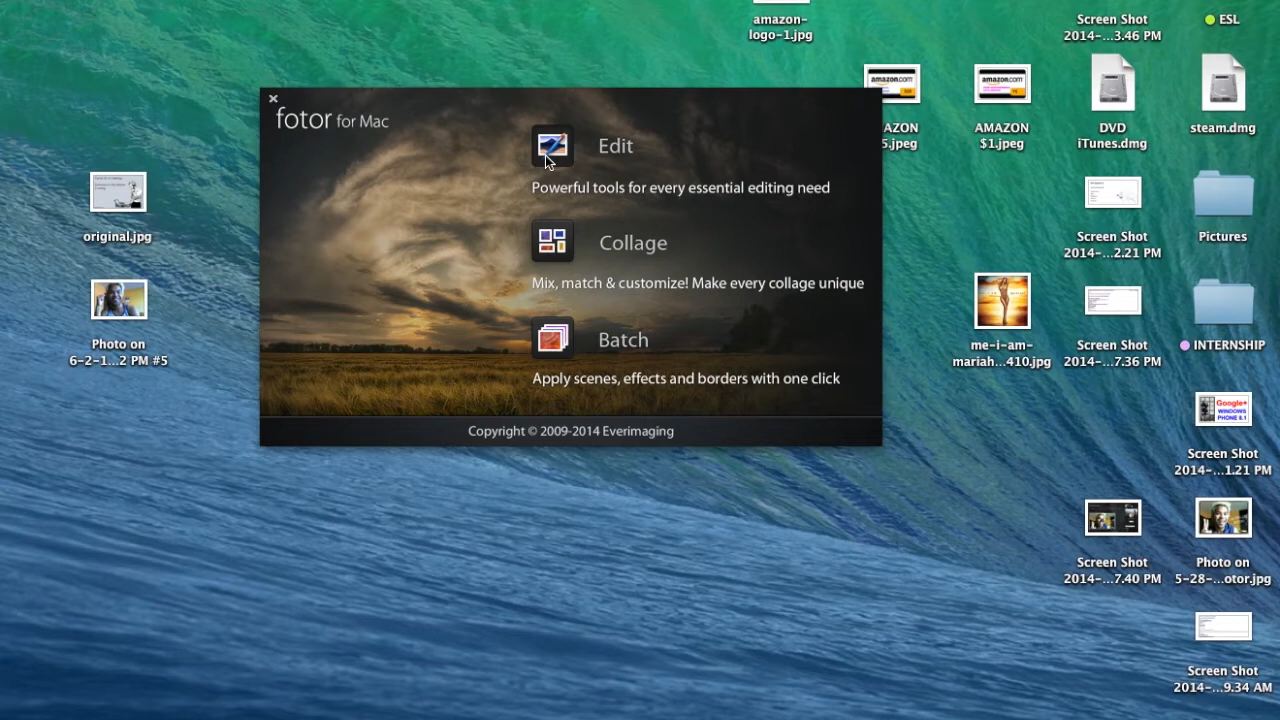 amazon-
logo-1.jpg
Screen Shot
2014-...3.46 PM
ESL
fotor for Mac
Edit
Powerful tools for every essential editing need
Collage
Mix, match & customize! Make every collage unique
Batch
Apply scenes, effects and borders with one click
Copyright © 2009-2014 Everimaging
original.jpg
Photo on
6-2-1...2 PM #5
amazon.com
AZON
5.jpeg
amazon.com
AMAZON
$1.jpeg
DVD
iTunes.dmg
steam.dmg
Screen Shot
2014-...2.21 PM
Pictures
me-i-am-
mariah...410.jpg
Screen Shot
2014-...7.36 PM
INTERNSHIP
Google+
WINDOWS
PHONE 8.1
Screen Shot
2014-...1.21 PM
Screen Shot
2014-...7.40 PM
Photo on
5-28-...otor.jpg
Screen Shot
2014-...9.34 AM